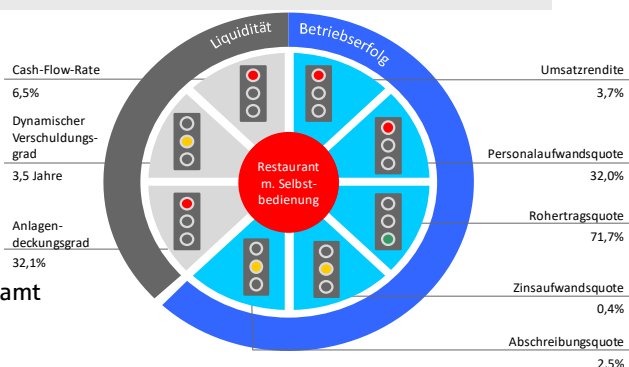 Liquidität
Betriebserfolg
Cash-Flow-Rate
6,5%
Dynamischer
Verschuldungs-
grad
3,5 Jahre
Anlagen-
deckungsgrad
32,1%
amt
Restaurant
m. Selbst-
bedienung
Umsatzrendite
3,7%
Personalaufwandsquote
32,0%
Rohertragsquote
71,7%
Zinsaufwandsquote
0,4%
Abschreibungsquote
2,5%